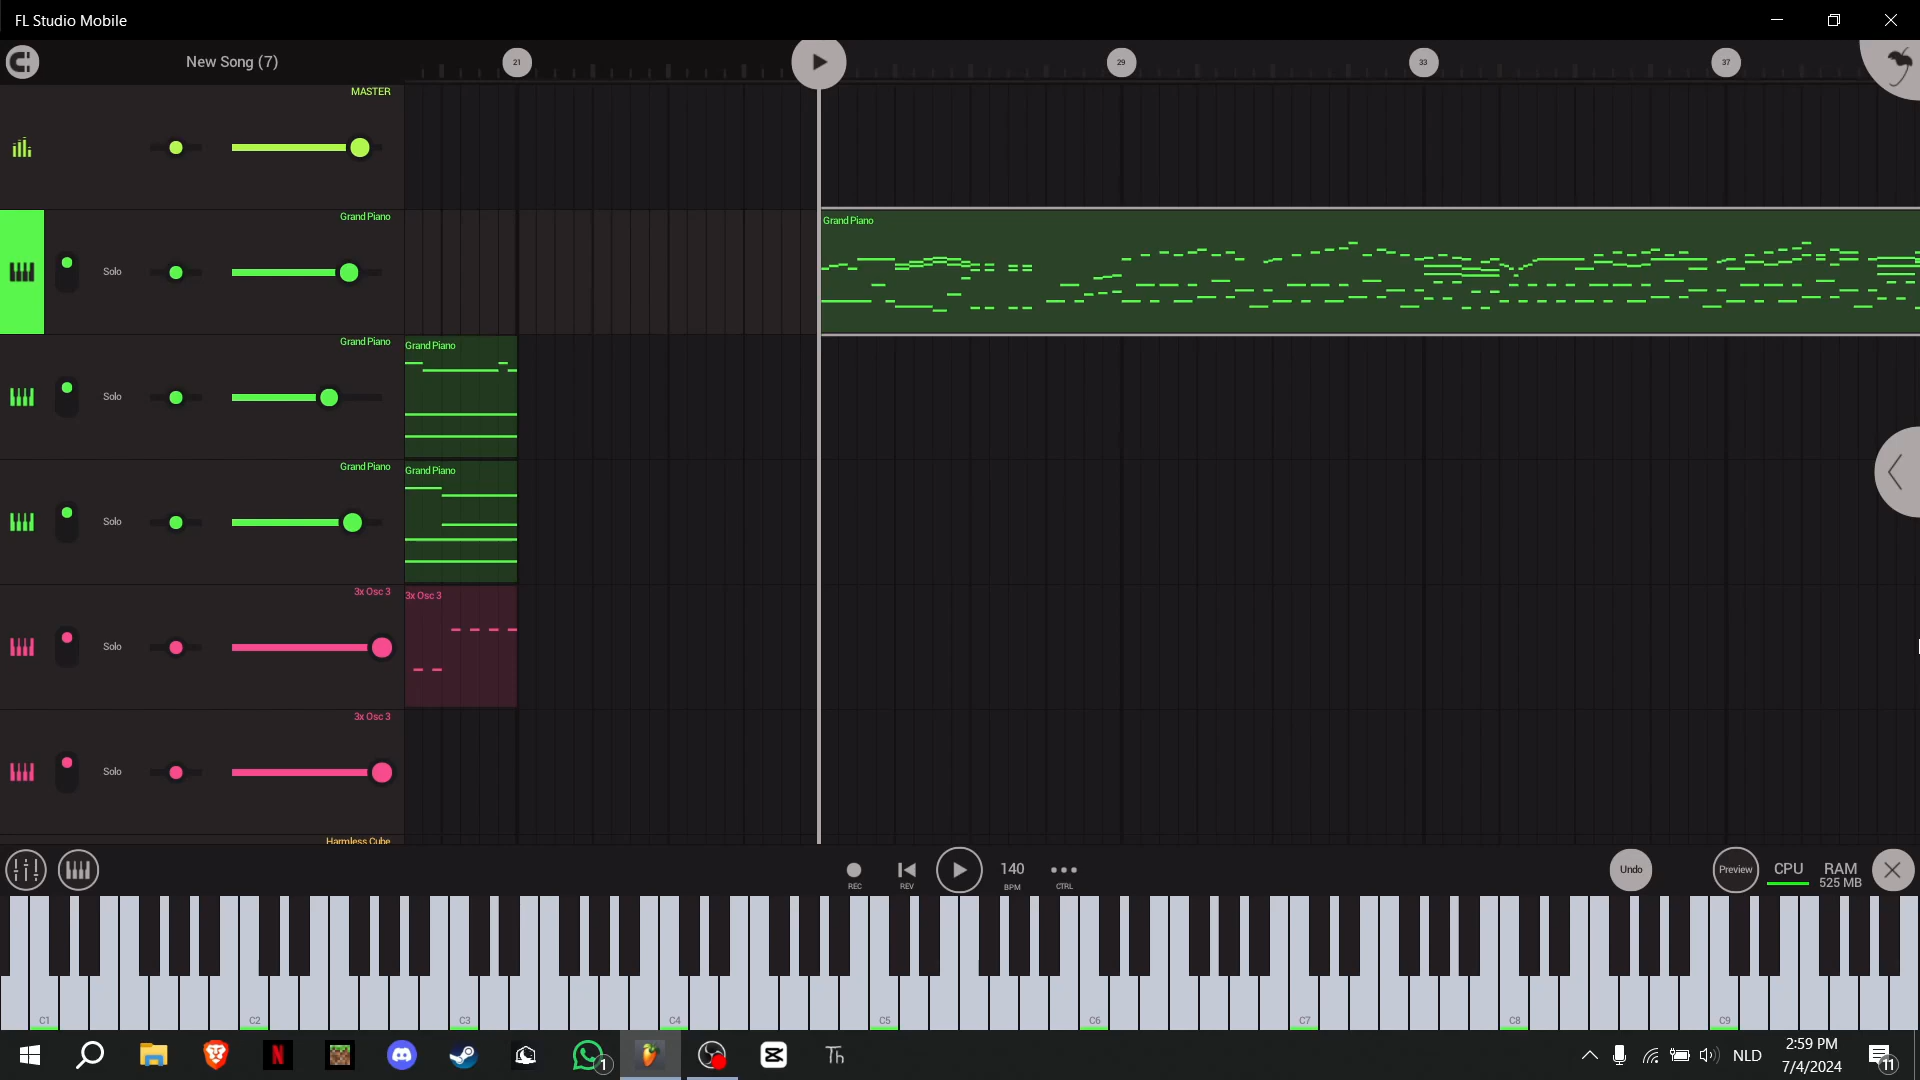 FL Studio Mobile
New Song (7)
21
29
33
37
MASTER
Grand Piano
Solo
Grand Piano
Grand Piano
Solo
Grand Piano
Grand Piano
Solo
Grand Piano
3x Osc 3
Solo
3x Osc 3
3x Osc 3
Solo
Harmless Cube
REC
REV
140
BPM
CTRL
Undo
Preview
CPU
RAM
525 MB
C1
C2
C3
C4
C5
C6
C7
C8
C9
N
1
Th
NLD
2:59 PM
7/4/2024
11